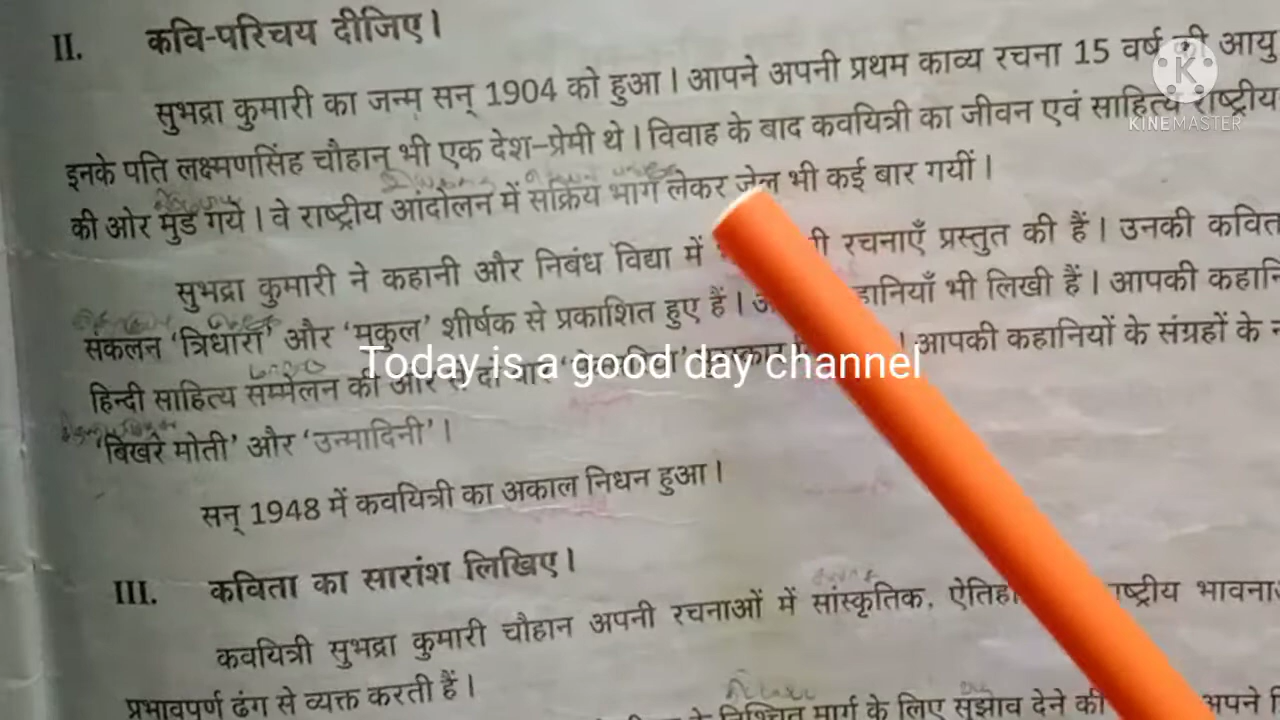 II. कवि-परिचय दीजिए।
सुभद्रा कुमारी का जन्म सन् 1904 को हुआ। आपने अपनी प्रथम काव्य रचना 15 वर्ष की आयु
इनके पति लक्ष्मणसिंह चौहान् भी एक देश-प्रेमी थे। विवाह के बाद कवयित्री का जीवन एवं साहित्य राष्ट्रीय
की ओर मुड गये। वे राष्ट्रीय आंदोलन में सक्रिय भाग लेकर जेल भी कई बार गयीं।
सुभद्रा कुमारी ने कहानी और निबंध विद्या में रचनाएँ प्रस्तुत की हैं। उनकी
संकलन 'त्रिधारा' और 'मुकुल' शीर्षक से प्रकाशित हुए हैं। भी लिखी हैं। आपकी
हिन्दी साहित्य सम्मेलन की ओर से दो बार आपकी कहानियों के संग्रहों के
'बिखरे मोती' और 'उन्मादिनी'।
सन् 1948 में कवयित्री का अकाल निधन हुआ।
III. कविता का सारांश लिखिए।
कवयित्री सुभद्रा कुमारी चौहान अपनी रचनाओं में सांस्कृतिक,
प्रभावपूर्ण ढंग से व्यक्त करती हैं।
निश्चित मार्ग के लिए सुझाव देने की अपने
KINEMASTER
Today is a good day channel